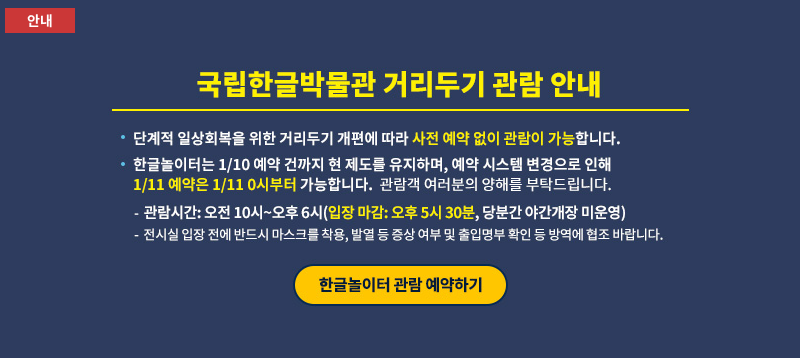 안내
국립한글박물관 거리두기 관람 안내
• 단계적 일상회복을 위한 거리두기 개편에 따라 사전 예약 없이 관람이 가능합니다.
• 한글놀이터는 1/10 예약 건까지 현 제도를 유지하며, 예약 시스템 변경으로 인해
1/11 예약은 1/11 0시부터 가능합니다. 관람객 여러분의 양해를 부탁드립니다.
- 관람시간: 오전 10시~오후 6시(입장 마감: 오후 5시 30분, 당분간 야간개장 미운영)
- 전시실 입장 전에 반드시 마스크를 착용, 발열 등 증상 여부 및 출입명부 확인 등 방역에 협조 바랍니다.
한글놀이터 관람 예약하기